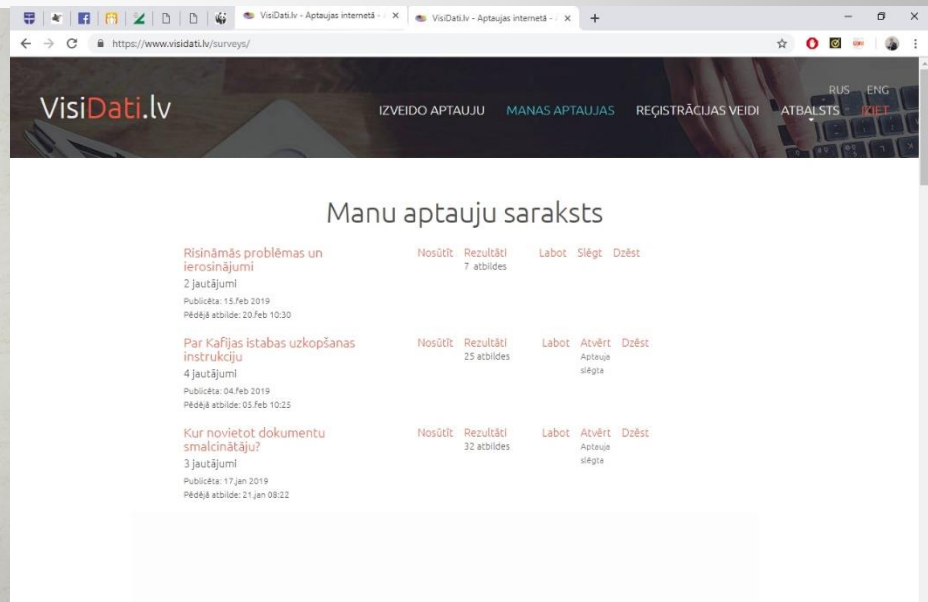 VisiDati.lv - Aptaujas internetā -
VisiDati.lv - Aptaujas internetā -
https://www.visidati.lv/surveys/
RUS ENG
VisiDati.lv
IZVEIDO APTAUJU MANAS APTAUJAS REĢISTRĀCIJAS VEIDI ATBALSTS IZIET
Manu aptauju saraksts
Risināmās problēmas un Nosūtīt Rezultāti Labot Slēgt Dzēst
ierosinājumi 7 atbildes
2 jautājumi
Publicēta: 15.feb 2019
Pēdējā atbilde: 20.feb 10:30
Par Kafijas istabas uzkopšanas Nosūtīt Rezultāti Labot Atvērt Dzēst
instrukciju 25 atbildes Aptauja
4 jautājumi slēgta
Publicēta: 04.feb 2019
Pēdējā atbilde: 05.feb 10:25
Kur novietot dokumentu Nosūtīt Rezultāti Labot Atvērt Dzēst
smalcinātāju? 32 atbildes Aptauja
3 jautājumi slēgta
Publicēta: 17.jan 2019
Pēdējā atbilde: 21.jan 08:22